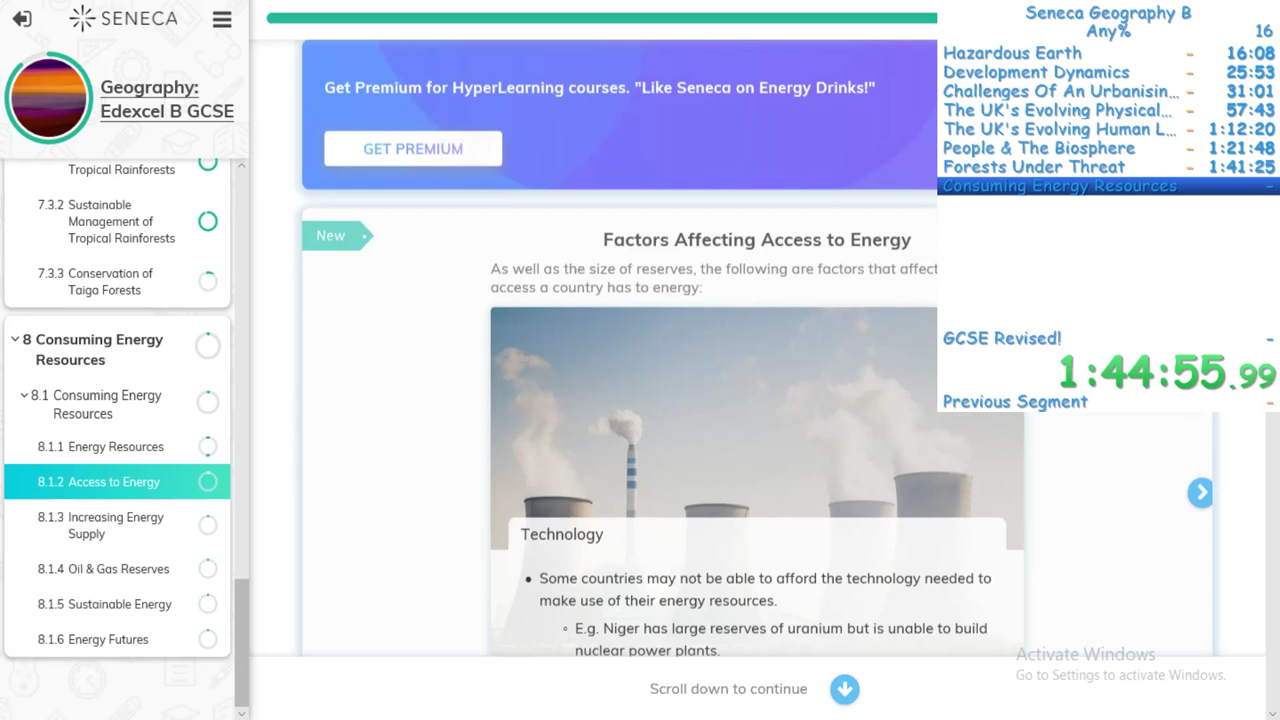 SENECA
Geography:
Edexcel B GCSE
Tropical Rainforests
7.3.2 Sustainable
Management of
Tropical Rainforests
7.3.3 Conservation of
Taiga Forests
8 Consuming Energy
Resources
8.1 Consuming Energy
Resources
8.1.1 Energy Resources
8.1.2 Access to Energy
8.1.3 Increasing Energy
Supply
8.1.4 Oil & Gas Reserves
8.1.5 Sustainable Energy
8.1.6 Energy Futures
Get Premium for HyperLearning courses. "Like Seneca on Energy Drinks!"
GET PREMIUM
New
Factors Affecting Access to Energy
As well as the size of reserves, the following are factors that affect
access a country has to energy:
Technology
• Some countries may not be able to afford the technology needed to
make use of their energy resources.
◦ E.g. Niger has large reserves of uranium but is unable to build
nuclear power plants.
Scroll down to continue
Seneca Geography B
Any% 16
Hazardous Earth - 16:08
Development Dynamics - 25:53
Challenges Of An Urbanisin... - 31:01
The UK's Evolving Physical... - 57:43
The UK's Evolving Human L... - 1:12:20
People & The Biosphere - 1:21:48
Forests Under Threat - 1:41:25
Consuming Energy Resources -
GCSE Revised! -
1:44:55.99
Previous Segment -
Activate Windows
Go to Settings to activate Windows.